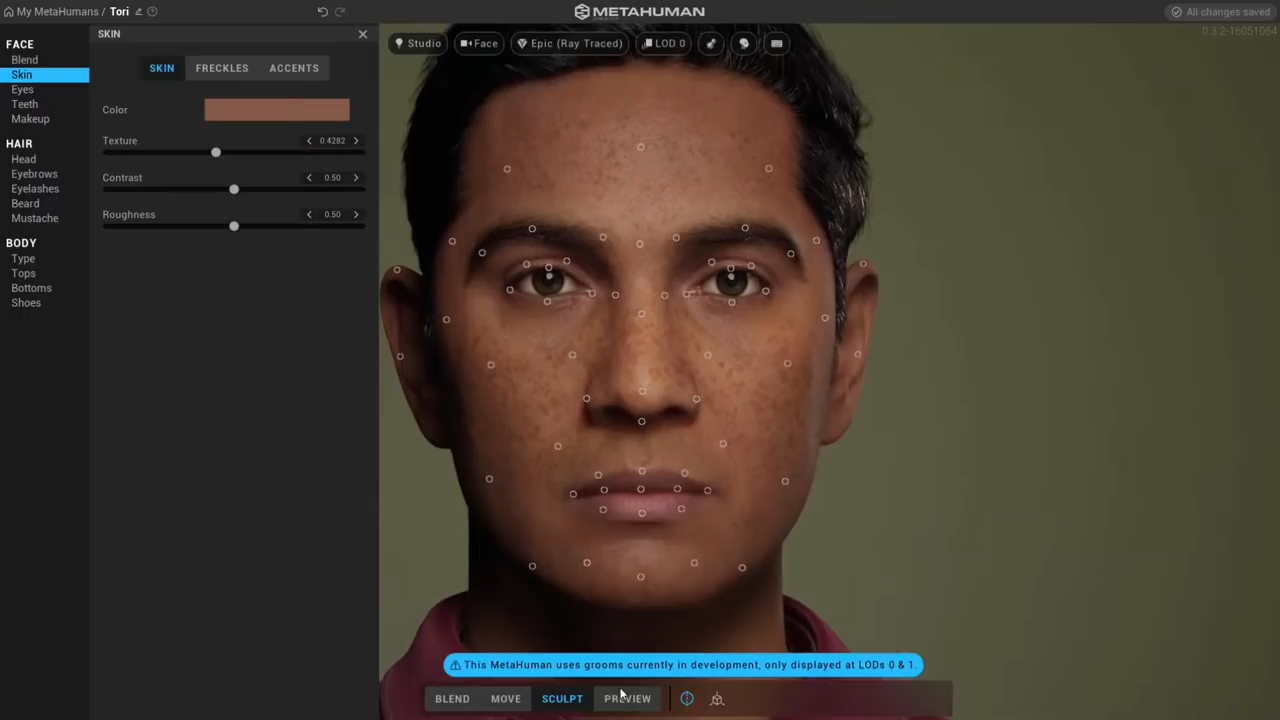 My MetaHumans / Tori
METAHUMAN
CREATOR
All changes saved
0.3.2-16051064
FACE
Blend
Skin
Eyes
Teeth
Makeup
HAIR
Head
Eyebrows
Eyelashes
Beard
Mustache
BODY
Type
Tops
Bottoms
Shoes
SKIN
SKIN FRECKLES ACCENTS
Color
Texture 0.4282
Contrast 0.50
Roughness 0.50
Studio Face Epic (Ray Traced) LOD 0
This MetaHuman uses grooms currently in development, only displayed at LODs 0 & 1.
BLEND MOVE SCULPT PREVIEW